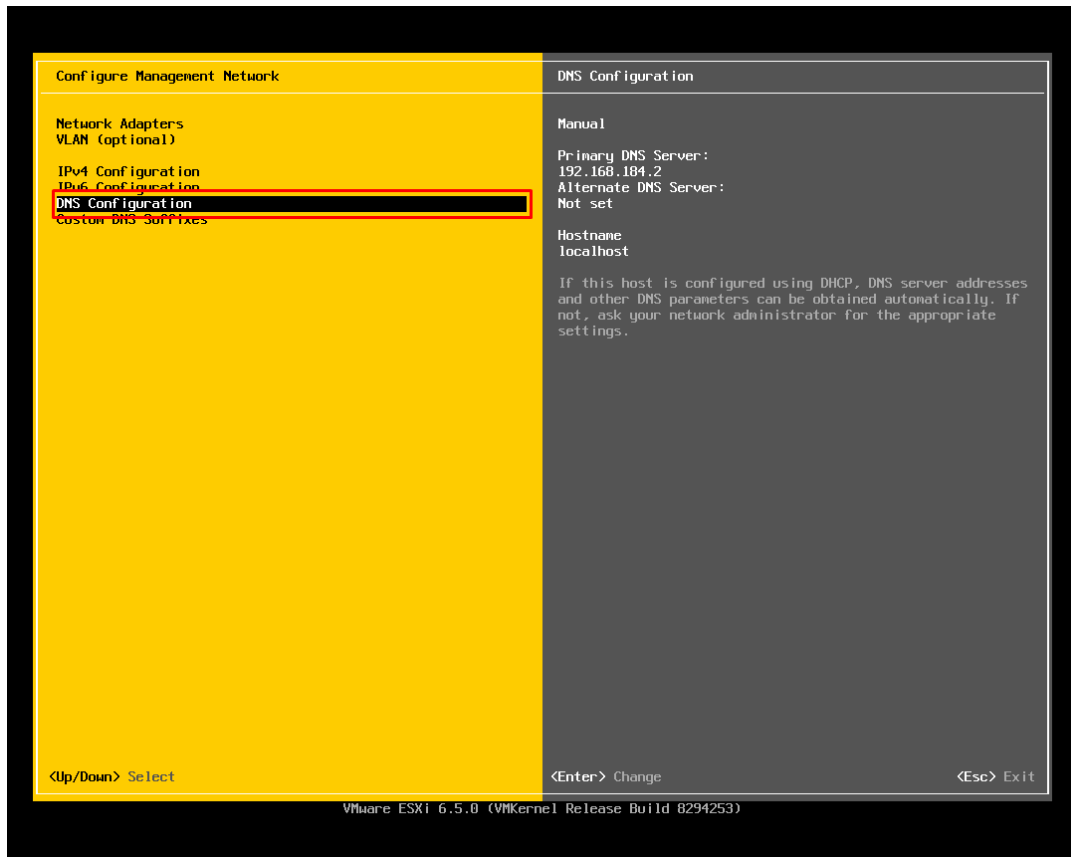 Configure Management Network
DNS Configuration
Network Adapters
VLAN (optional)
IPv4 Configuration
IPv6 Configuration
DNS Configuration
Custom DNS Suffixes
Manual
Primary DNS Server:
192.168.184.2
Alternate DNS Server:
Not set
Hostname
localhost
If this host is configured using DHCP, DNS server addresses
and other DNS parameters can be obtained automatically. If
not, ask your network administrator for the appropriate
settings.
<Up/Down> Select
<Enter> Change
<Esc> Exit
VMware ESXi 6.5.0 (VMKernel Release Build 8294253)